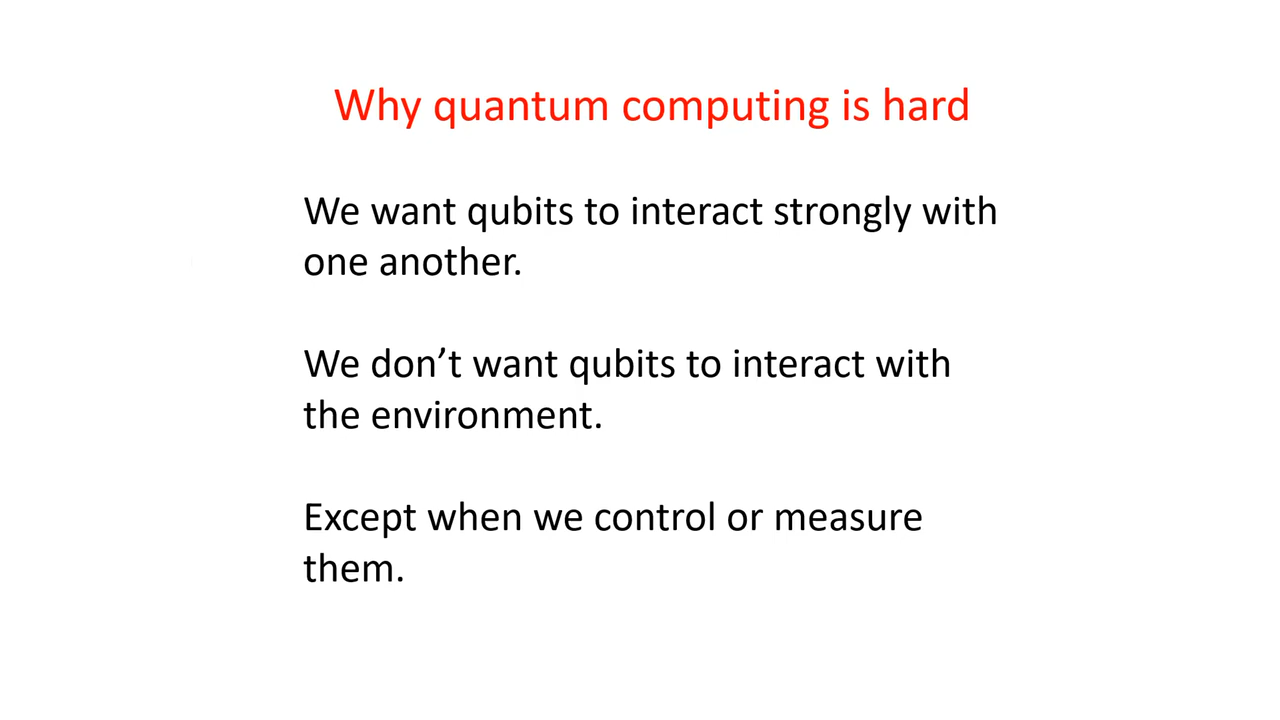 Why quantum computing is hard
We want qubits to interact strongly with
one another.
We don’t want qubits to interact with
the environment.
Except when we control or measure
them.